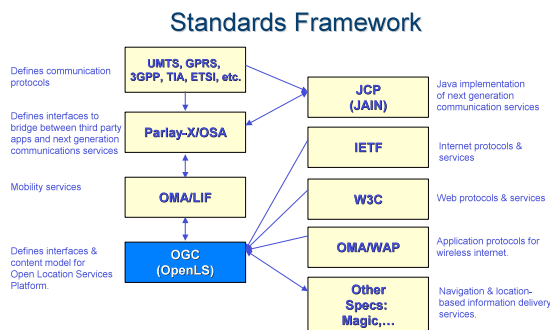 Standards Framework
Defines communication
protocols
UMTS, GPRS,
3GPP, TIA, ETSI, etc.
JCP
(JAIN)
Java implementation
of next generation
communication services
Defines interfaces to
bridge between third party
apps and next generation
communications services
Parlay-X/OSA
IETF
Internet protocols &
services
Mobility services
OMA/LIF
W3C
Web protocols & services
Defines interfaces &
content model for
Open Location Services
Platform.
OGC
(OpenLS)
OMA/WAP
Application protocols for
wireless internet.
Other
Specs:
Magic,...
Navigation & location-
based information delivery
services.